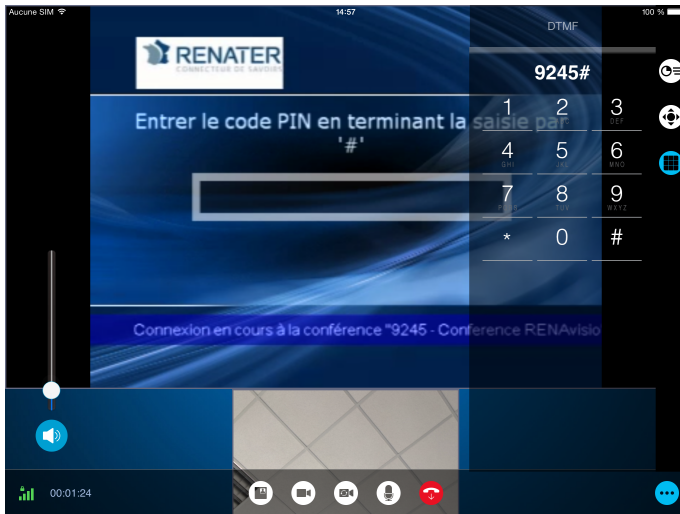 Aucune SIM
14:57
100 %
RENATER
CONNECTEUR DE SAVOIRS
DTMF
9245#
Entrer le code PIN en terminant la saisie par
'#'
1
2
3
DEF
4
GHI
5
JKL
6
MNO
7
PQRS
8
TUV
9
WXYZ
*
0
#
Connexion en cours à la conférence "9245 - Conference RENAvisio
00:01:24